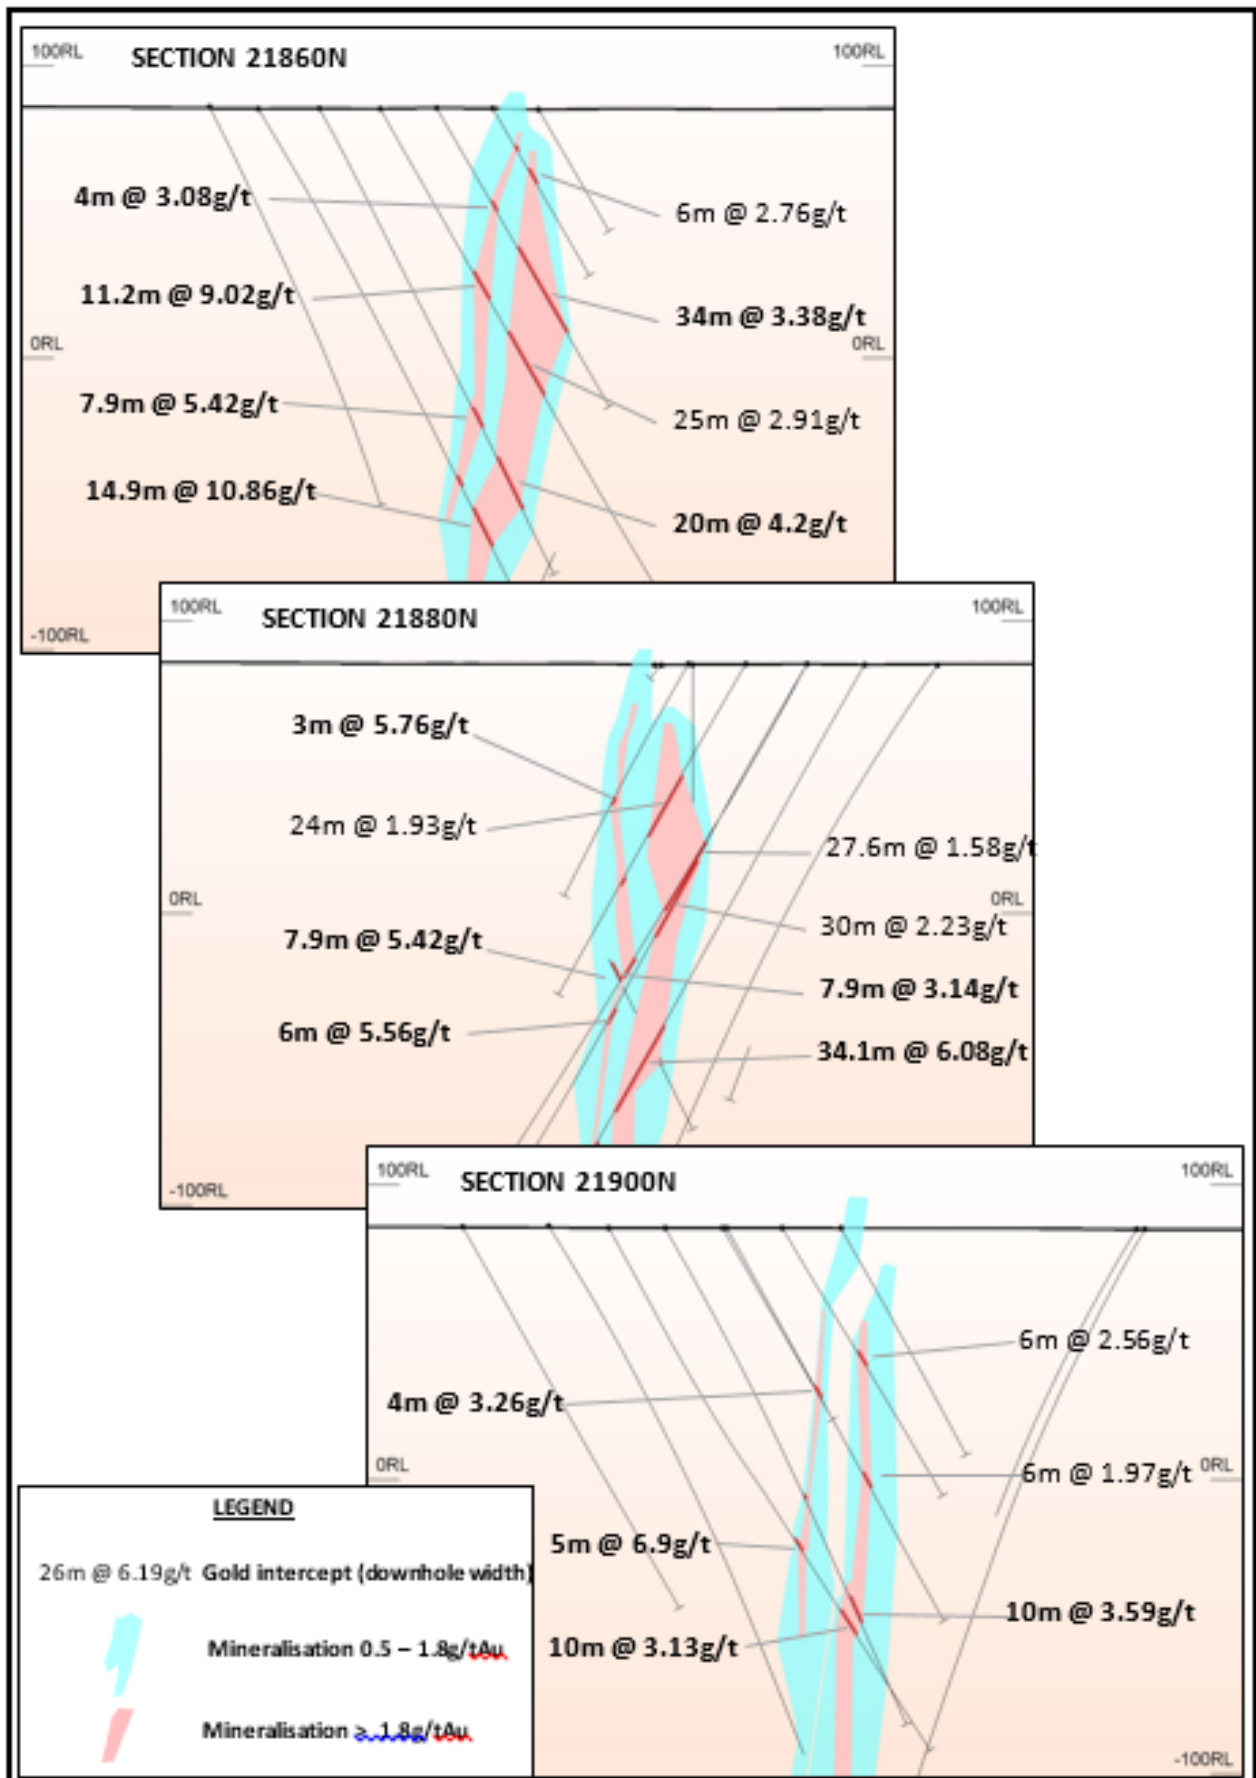 100RL
SECTION 21860N
100RL
4m @ 3.08g/t
6m @ 2.76g/t
11.2m @ 9.02g/t
34m @ 3.38g/t
0RL
0RL
7.9m @ 5.42g/t
25m @ 2.91g/t
14.9m @ 10.86g/t
20m @ 4.2g/t
-100RL
100RL
SECTION 21880N
100RL
3m @ 5.76g/t
24m @ 1.93g/t
27.6m @ 1.58g/t
0RL
0RL
30m @ 2.23g/t
7.9m @ 5.42g/t
7.9m @ 3.14g/t
6m @ 5.56g/t
34.1m @ 6.08g/t
-100RL
100RL
SECTION 21900N
100RL
6m @ 2.56g/t
4m @ 3.26g/t
0RL
6m @ 1.97g/t
0RL
5m @ 6.9g/t
10m @ 3.59g/t
10m @ 3.13g/t
-100RL
LEGEND
26m @ 6.19g/t Gold intercept (downhole width)
Mineralisation 0.5 – 1.8g/tAu
Mineralisation > 1.8g/tAu